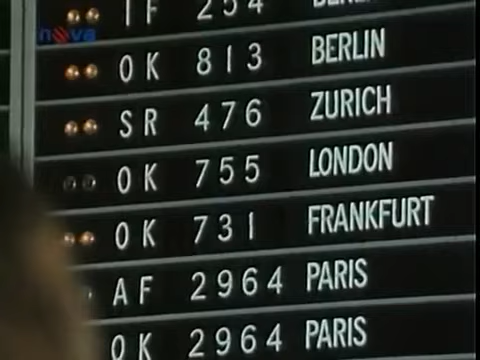 nova
254
OK 813 BERLIN
SR 476 ZURICH
OK 755 LONDON
OK 731 FRANKFURT
AF 2964 PARIS
OK 2964 PARIS